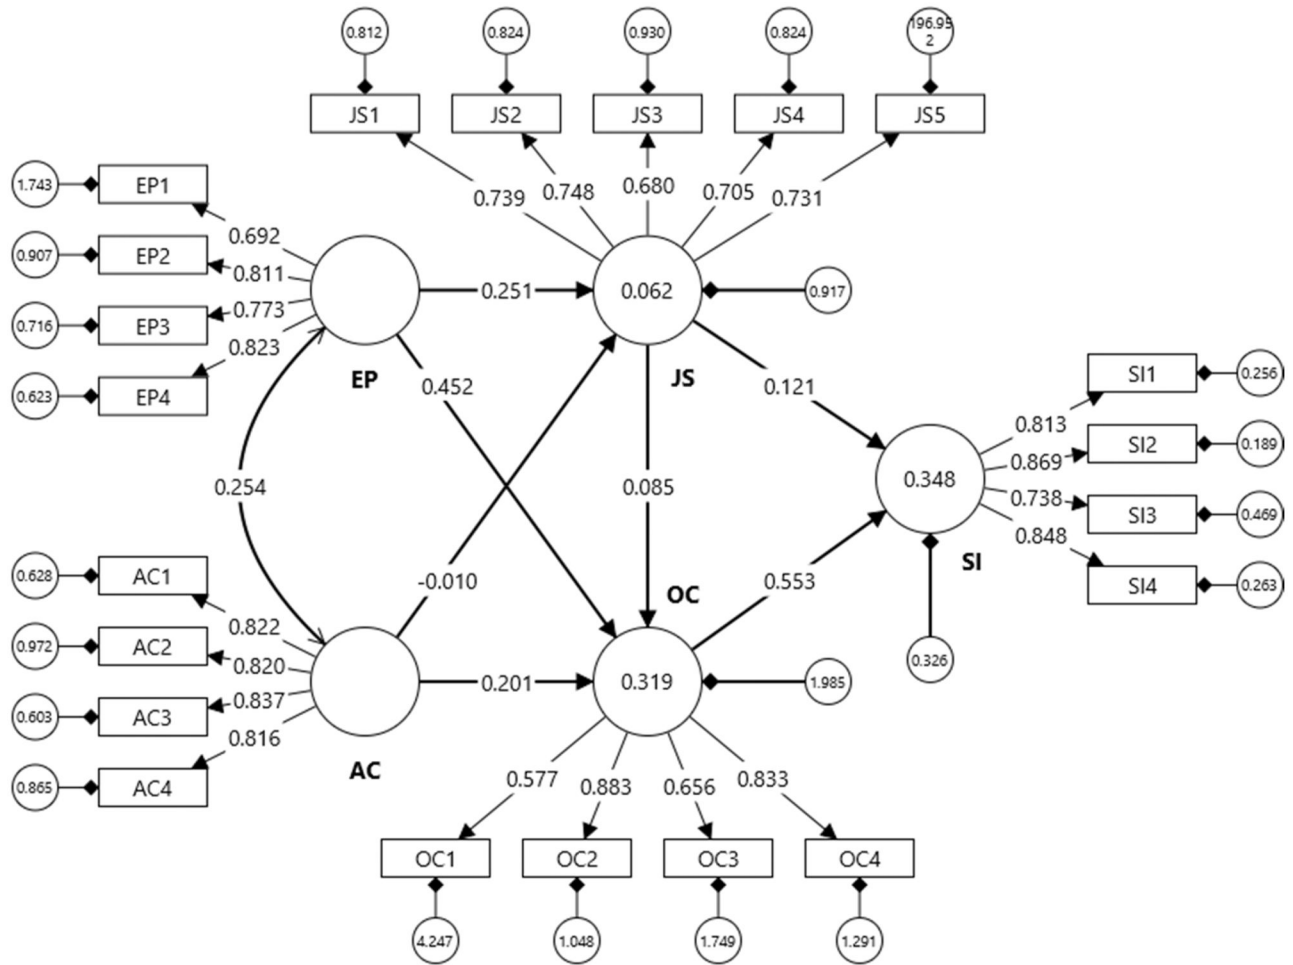 0.812 0.824 0.930 0.824 196.95
2
JS1 JS2 JS3 JS4 JS5
0.739 0.748 0.680 0.705 0.731
1.743 EP1
0.692
0.907 EP2
0.811
0.716 EP3
0.773
0.623 EP4
0.823
EP
0.251
0.062
JS
0.917
0.452
0.121
0.254
0.085
-0.010
0.553
0.348
SI
0.326
0.813
SI1 0.256
0.869
SI2 0.189
0.738
SI3 0.469
0.848
SI4 0.263
0.628 AC1
0.822
0.972 AC2
0.820
0.603 AC3
0.837
0.865 AC4
0.816
AC
0.201
OC
0.319
1.985
0.577 0.883 0.656 0.833
OC1 OC2 OC3 OC4
4.247 1.048 1.749 1.291